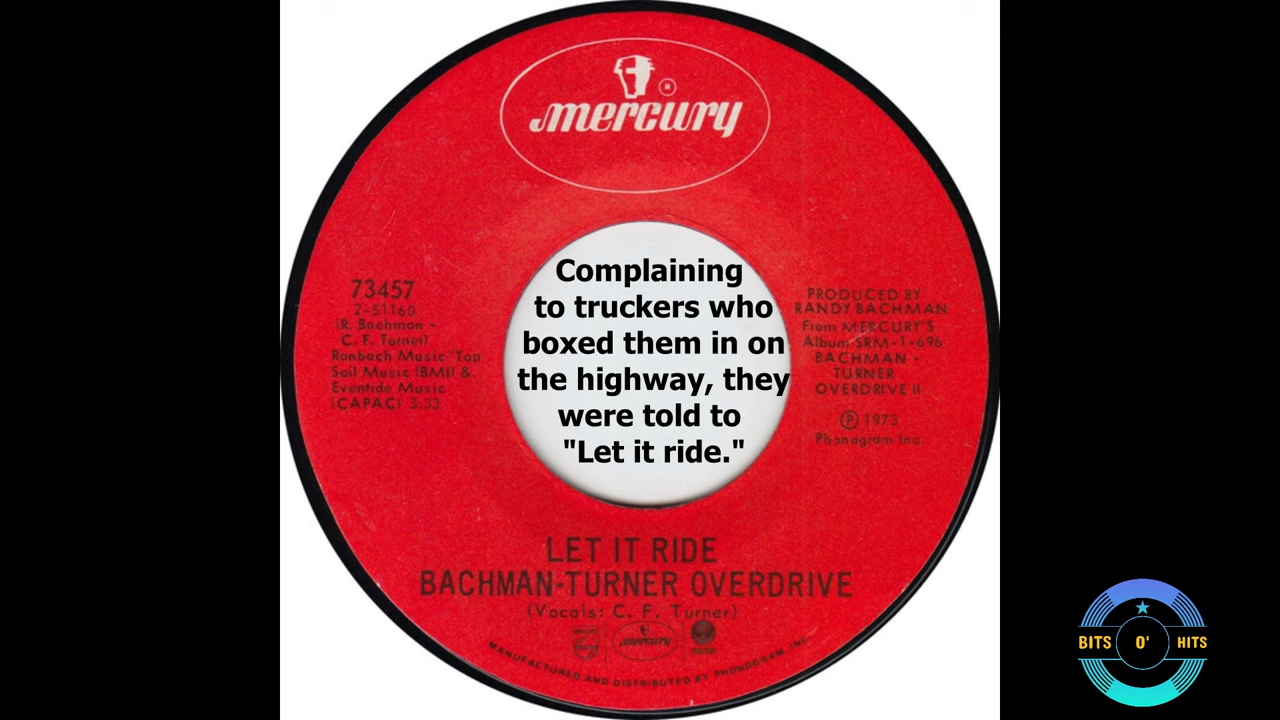 mercury
Complaining
to truckers who
boxed them in on
the highway, they
were told to
"Let it ride."
73457
2-51160
(R. Bachman -
C. F. Turner)
Ranbach Music/Top
Soil Music (BMI) &
Eventide Music
(CAPAC) 3:33
PRODUCED BY
RANDY BACHMAN
From MERCURY'S
Album SRM-1-696
BACHMAN-
TURNER
OVERDRIVE II
℗ 1973
Phonogram Inc.
LET IT RIDE
BACHMAN-TURNER OVERDRIVE
(Vocals: C. F. Turner)
mercury
MANUFACTURED AND DISTRIBUTED BY PHONOGRAM, INC.
BITS O' HITS